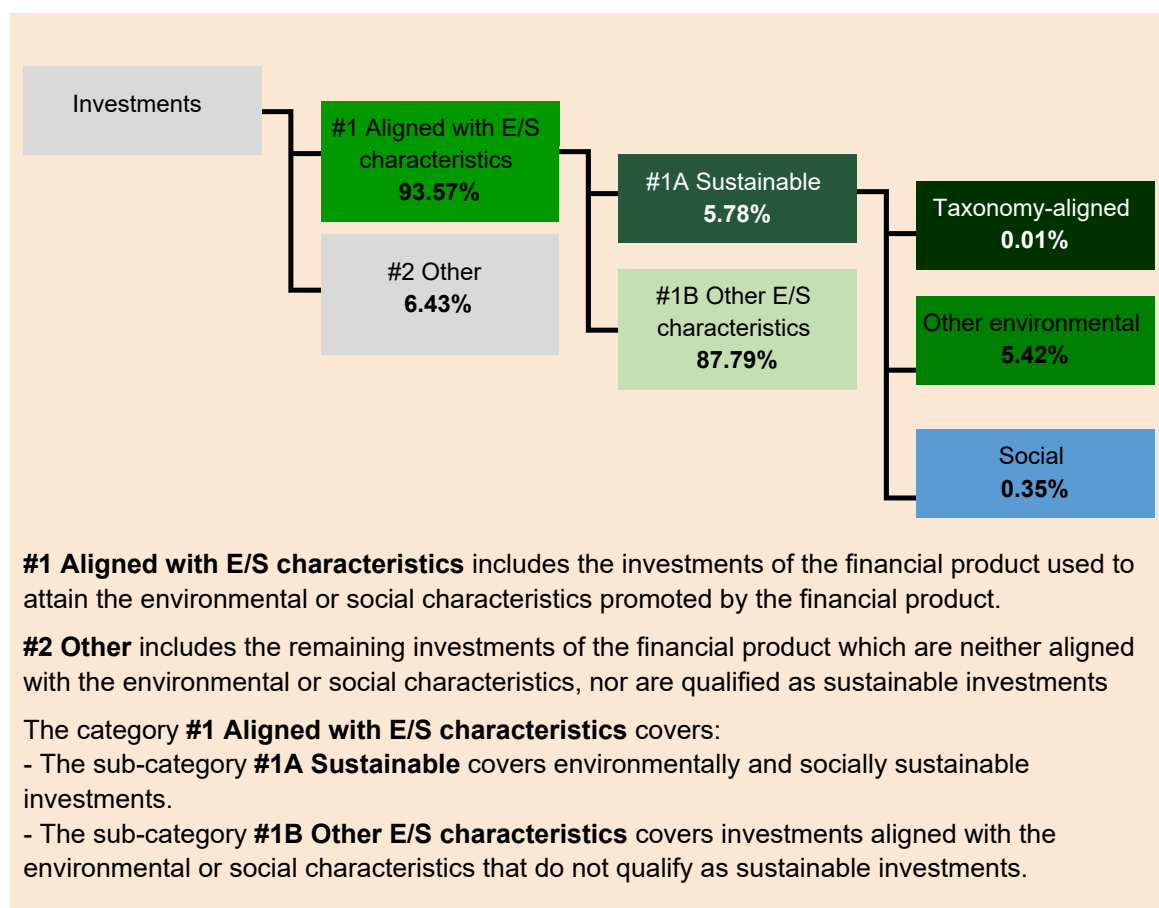 Investments
#1 Aligned with E/S
characteristics
93.57%
#2 Other
6.43%
#1A Sustainable
5.78%
#1B Other E/S
characteristics
87.79%
Taxonomy-aligned
0.01%
Other environmental
5.42%
Social
0.35%
#1 Aligned with E/S characteristics includes the investments of the financial product used to
attain the environmental or social characteristics promoted by the financial product.
#2 Other includes the remaining investments of the financial product which are neither aligned
with the environmental or social characteristics, nor are qualified as sustainable investments
The category #1 Aligned with E/S characteristics covers:
- The sub-category #1A Sustainable covers environmentally and socially sustainable
investments.
- The sub-category #1B Other E/S characteristics covers investments aligned with the
environmental or social characteristics that do not qualify as sustainable investments.